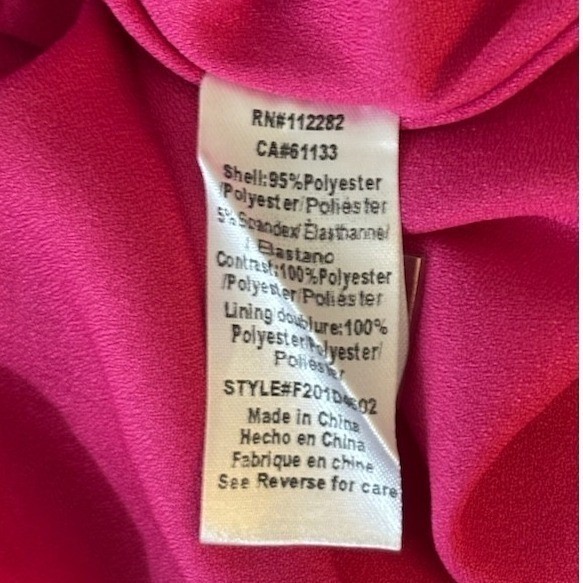 RN#112282
CA#61133
Shell:95%Polyester
/Polyester/Poliéster
5%Spandex/Élasthanne/
Elastano
Contrast:100%Polyester
/Polyester/Poliéster
Lining doublure:100%
Polyester/Polyester/
Poliéster
Made in China
Hecho en China
Fabrique en chine
See Reverse for care